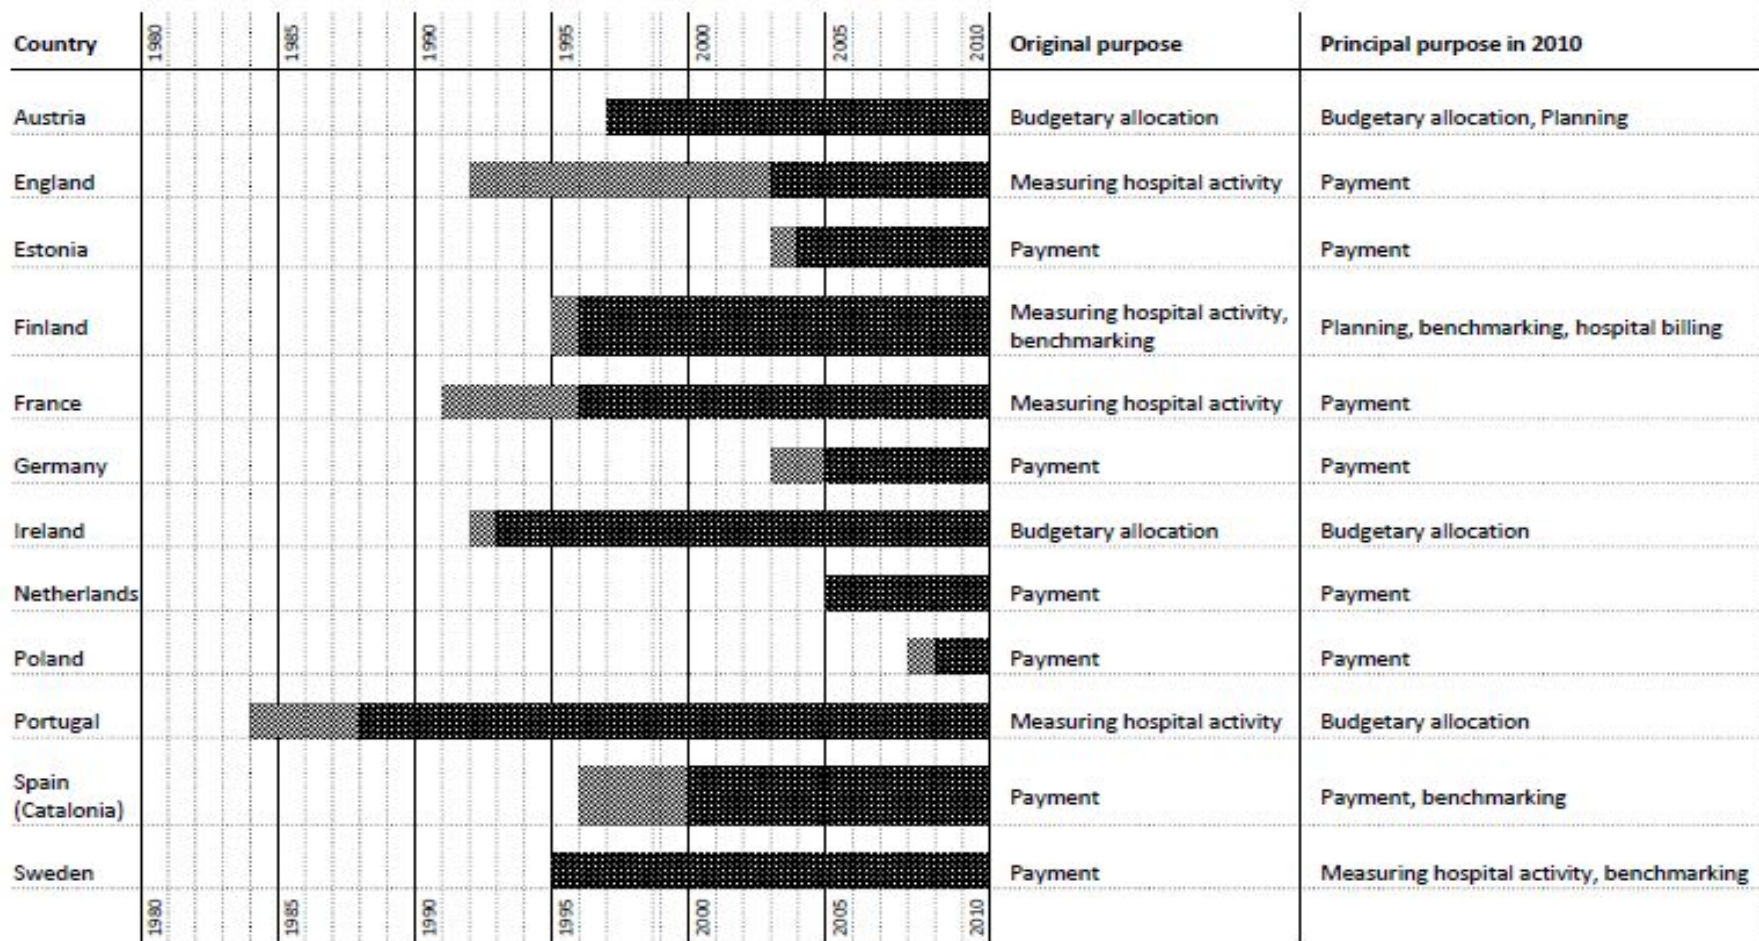 Country 1980 1985 1990 1995 2000 2005 2010 Original purpose Principal purpose in 2010
Austria Budgetary allocation Budgetary allocation, Planning
England Measuring hospital activity Payment
Estonia Payment Payment
Finland Measuring hospital activity, benchmarking Planning, benchmarking, hospital billing
France Measuring hospital activity Payment
Germany Payment Payment
Ireland Budgetary allocation Budgetary allocation
Netherlands Payment Payment
Poland Payment Payment
Portugal Measuring hospital activity Budgetary allocation
Spain (Catalonia) Payment Payment, benchmarking
Sweden Payment Measuring hospital activity, benchmarking
1980 1985 1990 1995 2000 2005 2010